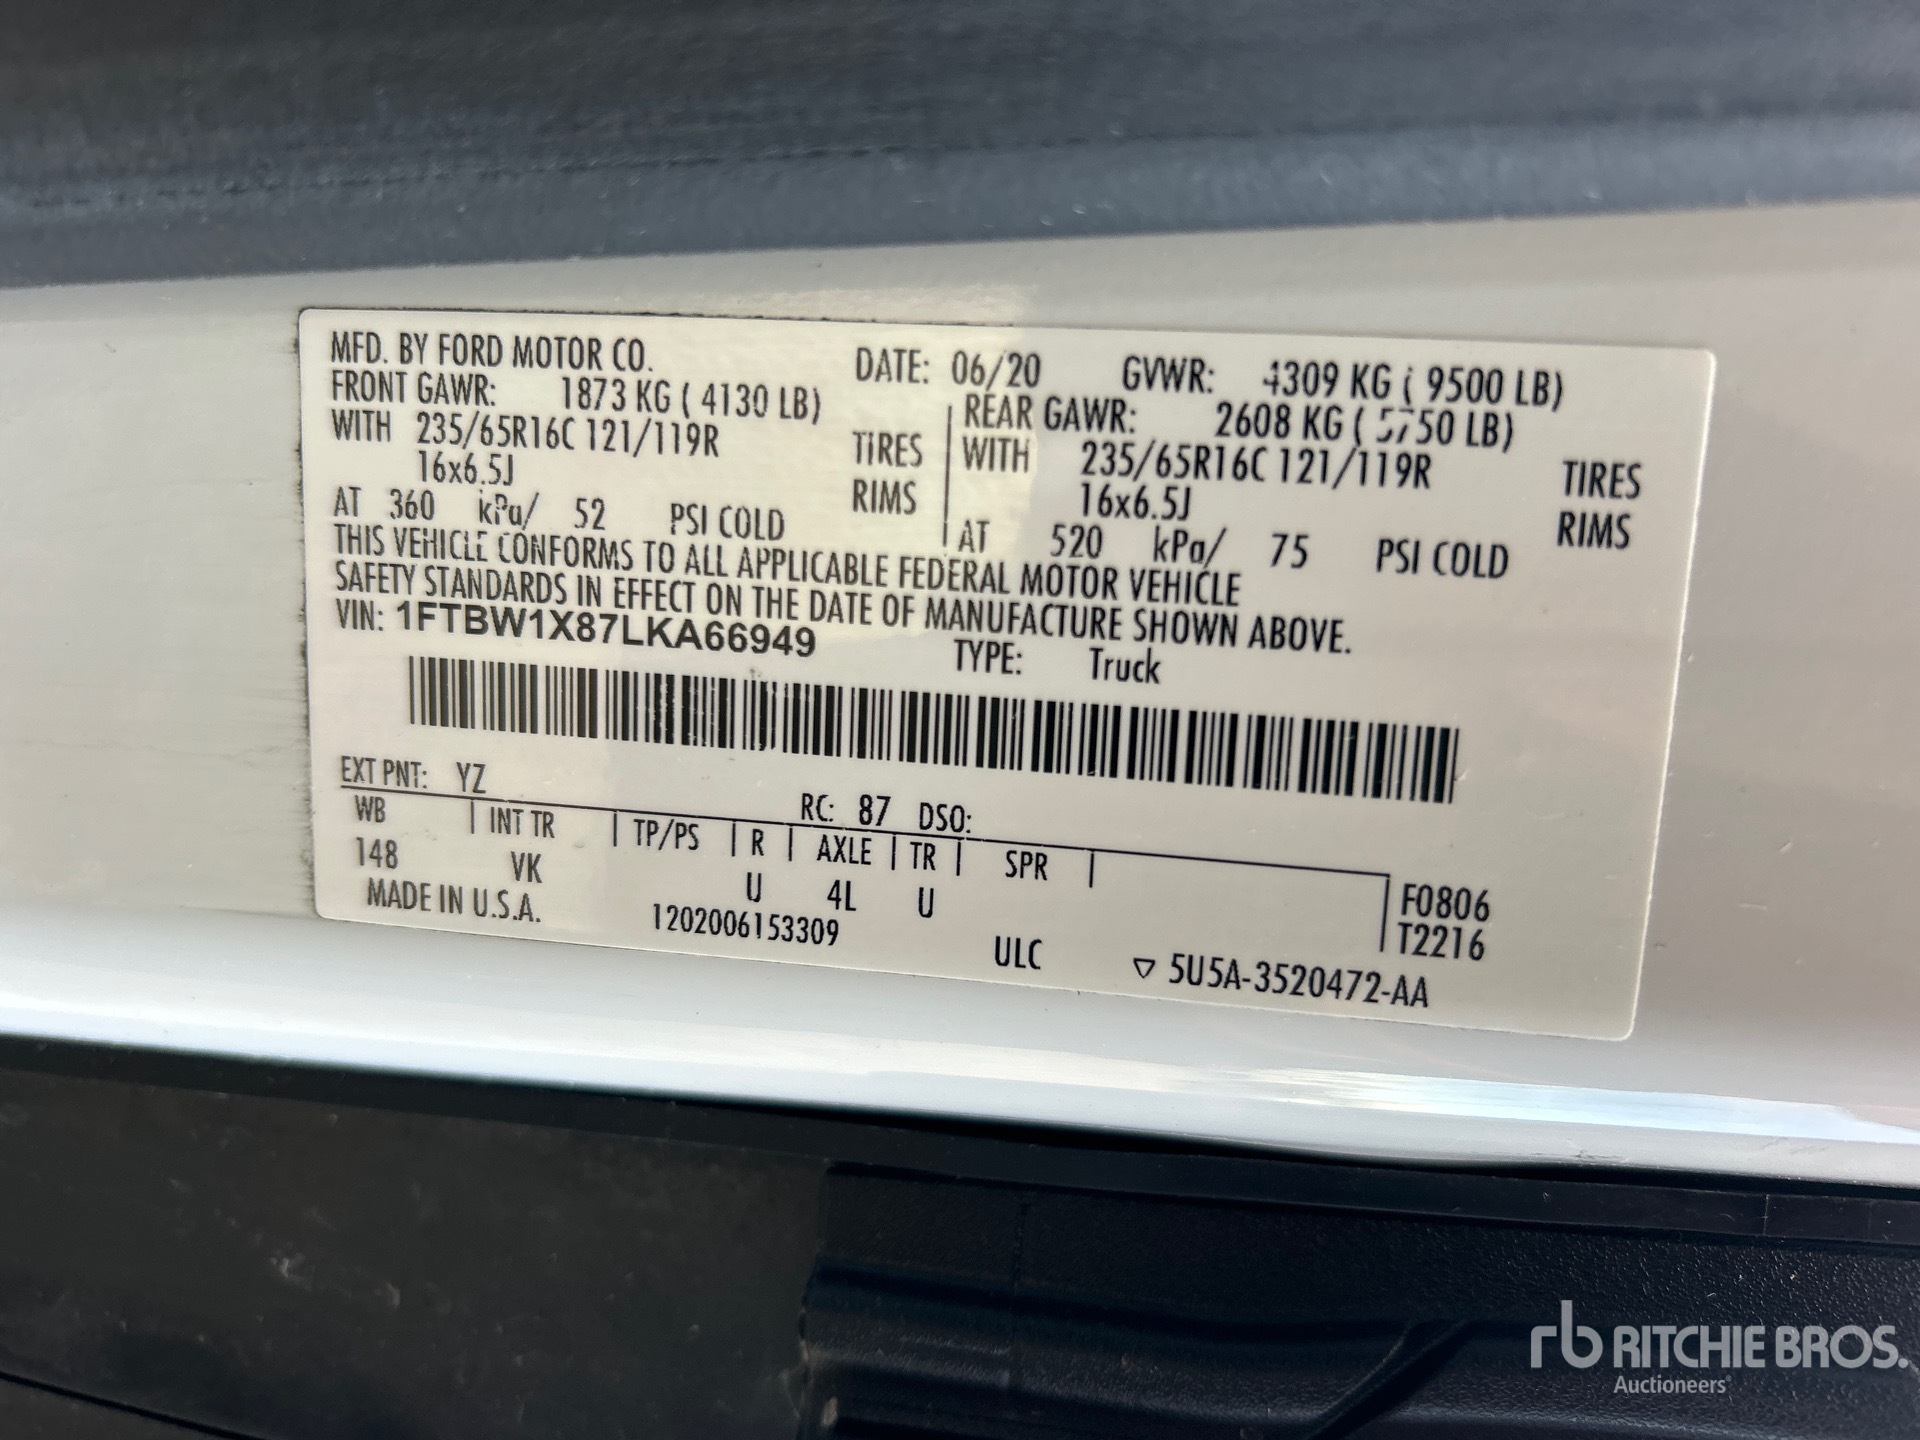 MFD. BY FORD MOTOR CO. DATE: 06/20 GVWR: 4309 KG ( 9500 LB)
FRONT GAWR: 1873 KG ( 4130 LB) REAR GAWR: 2608 KG ( 5750 LB)
WITH 235/65R16C 121/119R TIRES WITH 235/65R16C 121/119R TIRES
16x6.5J RIMS 16x6.5J RIMS
AT 360 kPa/ 52 PSI COLD AT 520 kPa/ 75 PSI COLD
THIS VEHICLE CONFORMS TO ALL APPLICABLE FEDERAL MOTOR VEHICLE
SAFETY STANDARDS IN EFFECT ON THE DATE OF MANUFACTURE SHOWN ABOVE.
VIN: 1FTBW1X87LKA66949 TYPE: Truck
EXT PNT: YZ RC: 87 DSO:
WB INT TR TP/PS R AXLE TR SPR
148 VK U 4L U F0806
T2216
MADE IN U.S.A. 1202006153309 ULC ▽ 5U5A-3520472-AA
rb RITCHIE BROS.
Auctioneers